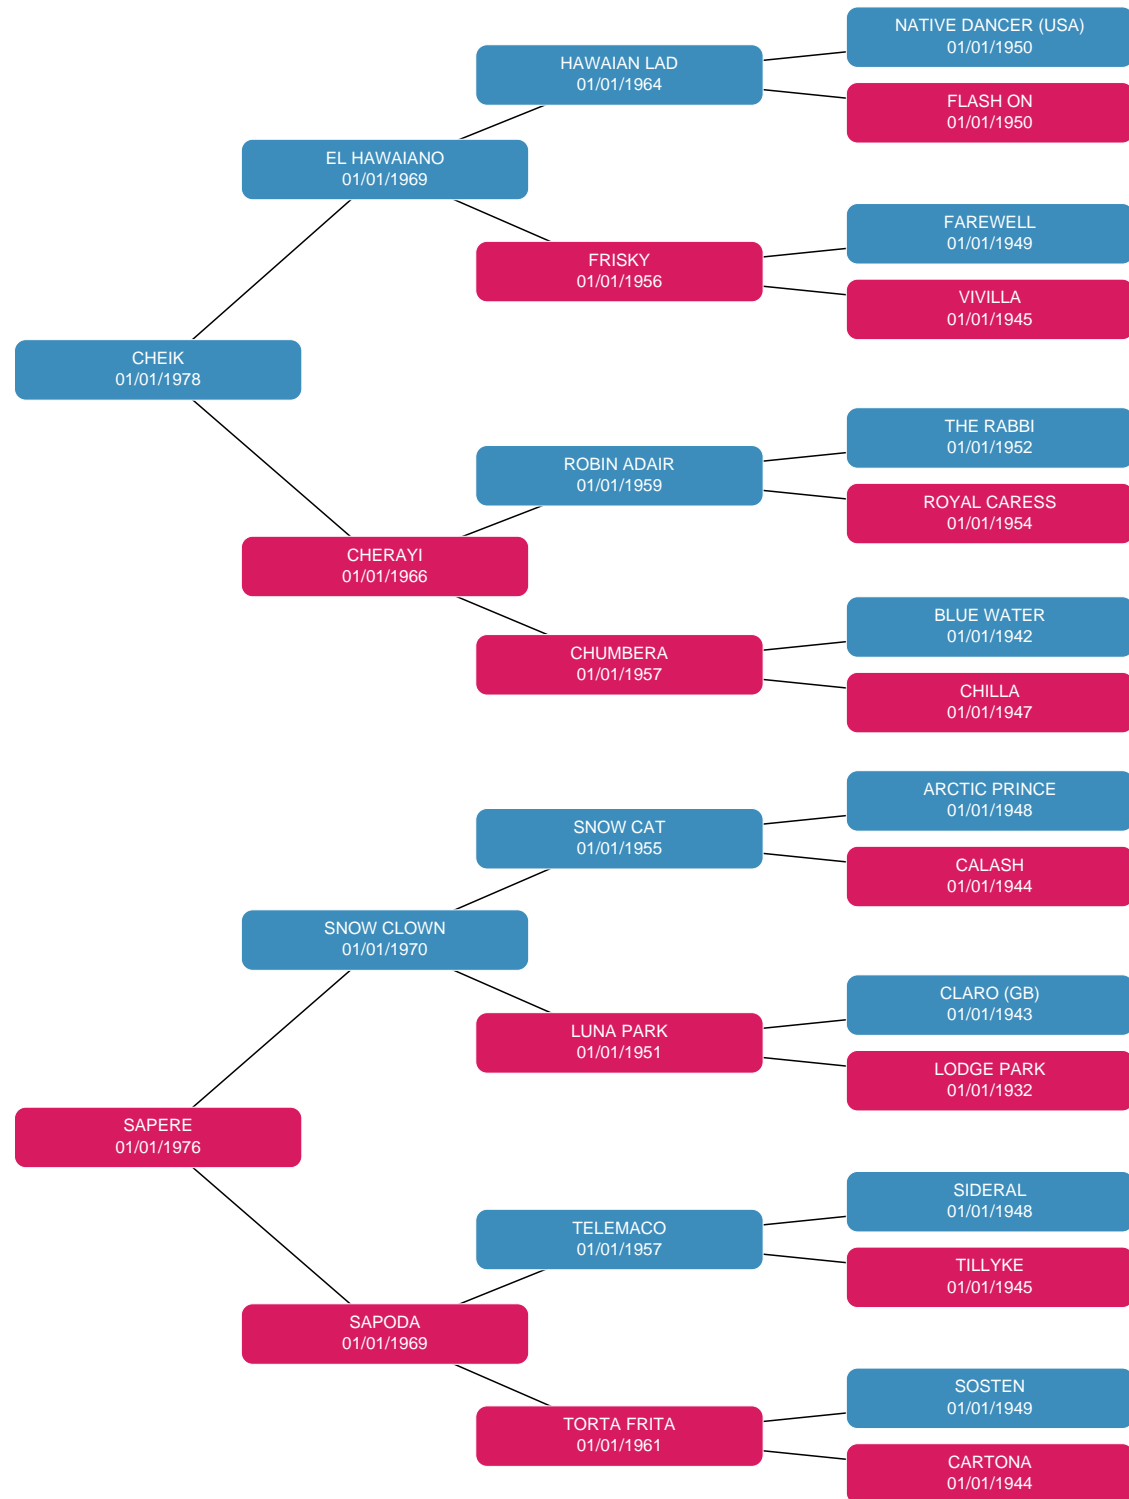 NATIVE DANCER (USA)
01/01/1950
HAWAIAN LAD
01/01/1964
FLASH ON
01/01/1950
EL HAWAIANO
01/01/1969
FAREWELL
01/01/1949
FRISKY
01/01/1956
VIVILLA
01/01/1945
CHEIK
01/01/1978
THE RABBI
01/01/1952
ROBIN ADAIR
01/01/1959
ROYAL CARESS
01/01/1954
CHERAYI
01/01/1966
BLUE WATER
01/01/1942
CHUMBERA
01/01/1957
CHILLA
01/01/1947
ARCTIC PRINCE
01/01/1948
SNOW CAT
01/01/1955
CALASH
01/01/1944
SNOW CLOWN
01/01/1970
CLARO (GB)
01/01/1943
LUNA PARK
01/01/1951
LODGE PARK
01/01/1932
SAPERE
01/01/1976
SIDERAL
01/01/1948
TELEMACO
01/01/1957
TILLYKE
01/01/1945
SAPODA
01/01/1969
SOSTEN
01/01/1949
TORTA FRITA
01/01/1961
CARTONA
01/01/1944